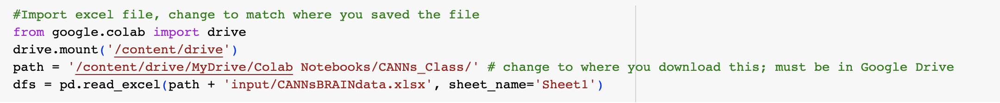 #Import excel file, change to match where you saved the file
from google.colab import drive
drive.mount('/content/drive')
path = '/content/drive/MyDrive/Colab Notebooks/CANNs_Class/' # change to where you download this; must be in Google Drive
dfs = pd.read_excel(path + 'input/CANNsBRAINdata.xlsx', sheet_name='Sheet1')